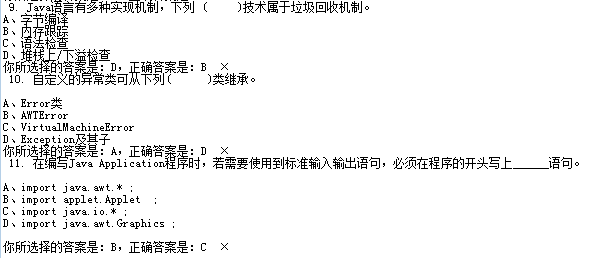 9. Java语言有多种实现机制，下列 (    )技术属于垃圾回收机制。
A、字节编译
B、内存跟踪
C、语法检查
D、堆栈上/下溢检查
你所选择的答案是：D，正确答案是：B  ×
10. 自定义的异常类可从下列(    )类继承。
A、Error类
B、AWTError
C、VirtualMachineError
D、Exception及其子
你所选择的答案是：A，正确答案是：D  ×
11. 在编写Java Application程序时，若需要使用到标准输入输出语句，必须在程序的开头写上______语句。
A、import java.awt.* ;
B、import applet.Applet  ;
C、import java.io.* ;
D、import java.awt.Graphics ;
你所选择的答案是：B，正确答案是：C  ×